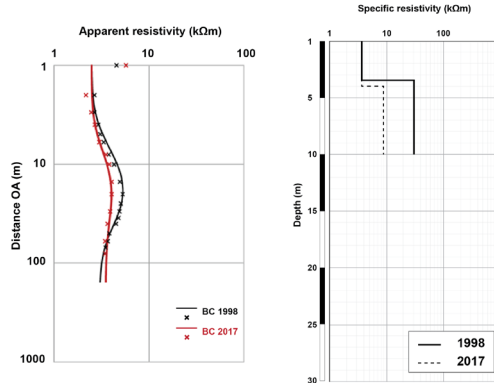 Apparent resistivity (kΩm)
1 10 100
1
10
100
1000
Distance OA (m)
BC 1998
BC 2017
Specific resistivity (kΩm)
1 10 100
1
5
10
15
20
25
30
Depth (m)
1998
2017